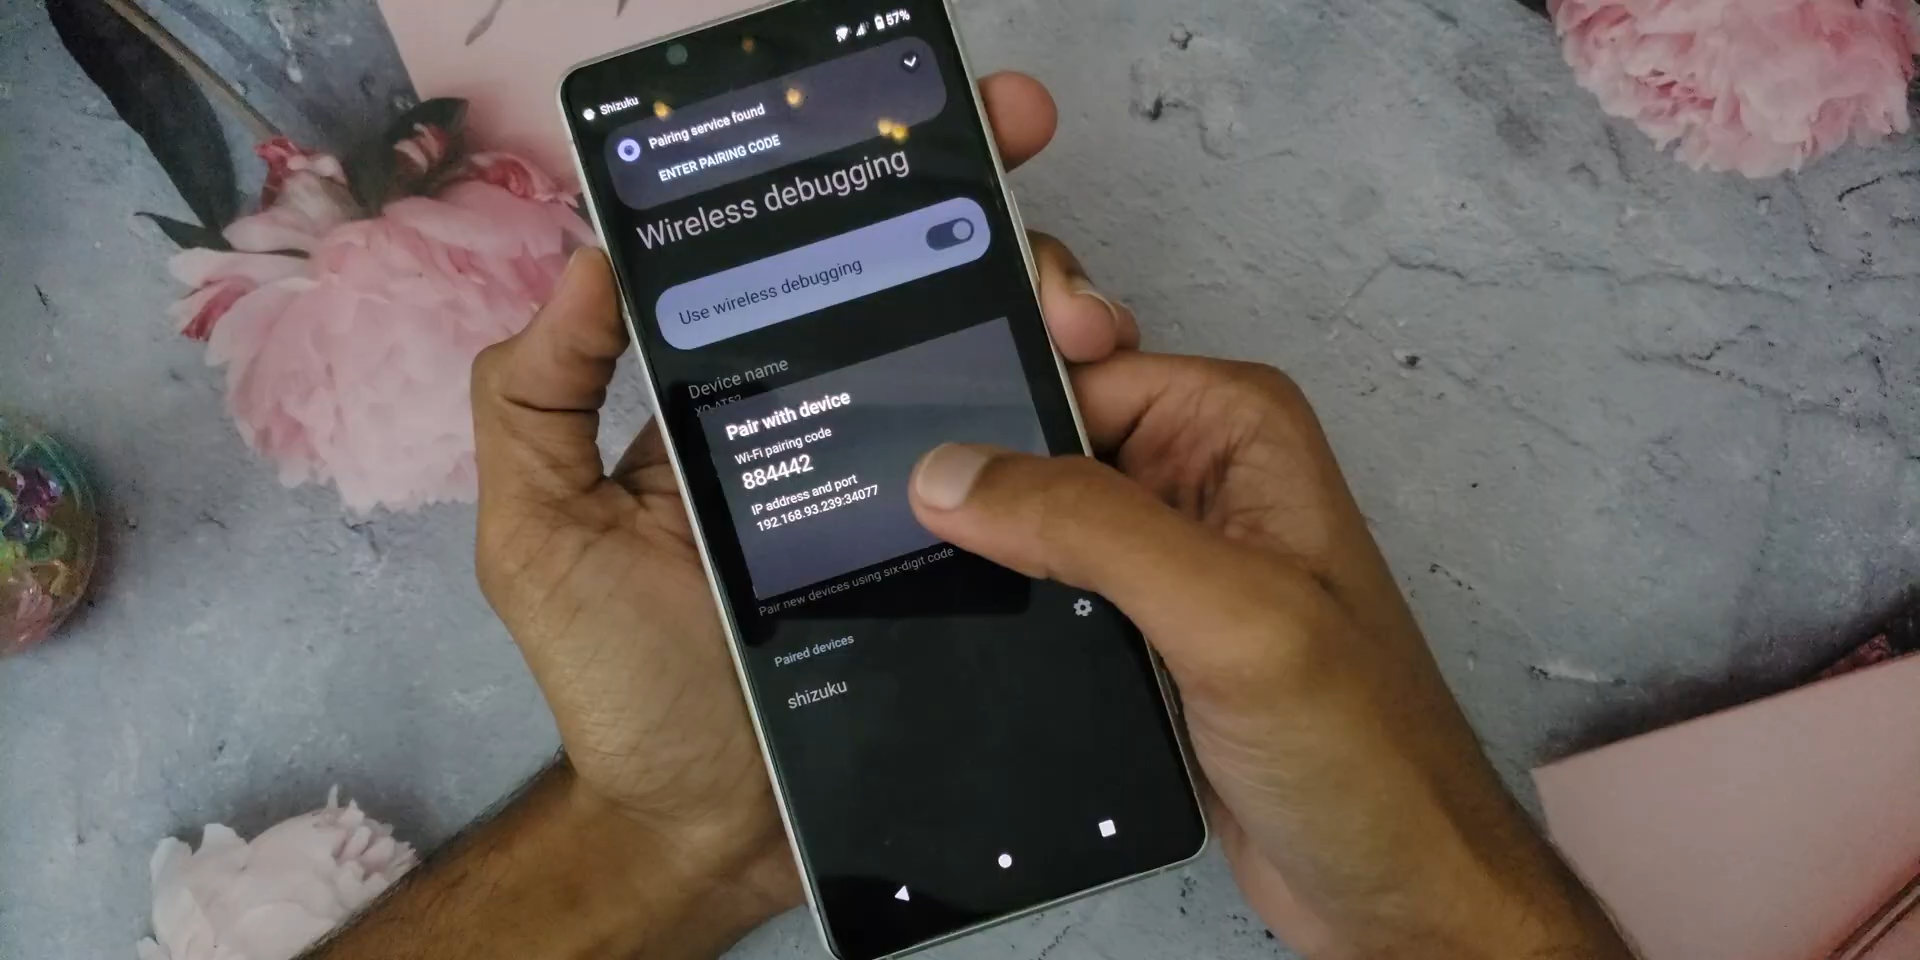 57%
Shizuku
Pairing service found
ENTER PAIRING CODE
Wireless debugging
Use wireless debugging
Device name
XQ-AT52
Pair with device
Wi-Fi pairing code
884442
IP address and port
192.168.93.239:34077
Pair new devices using six-digit code
Paired devices
shizuku